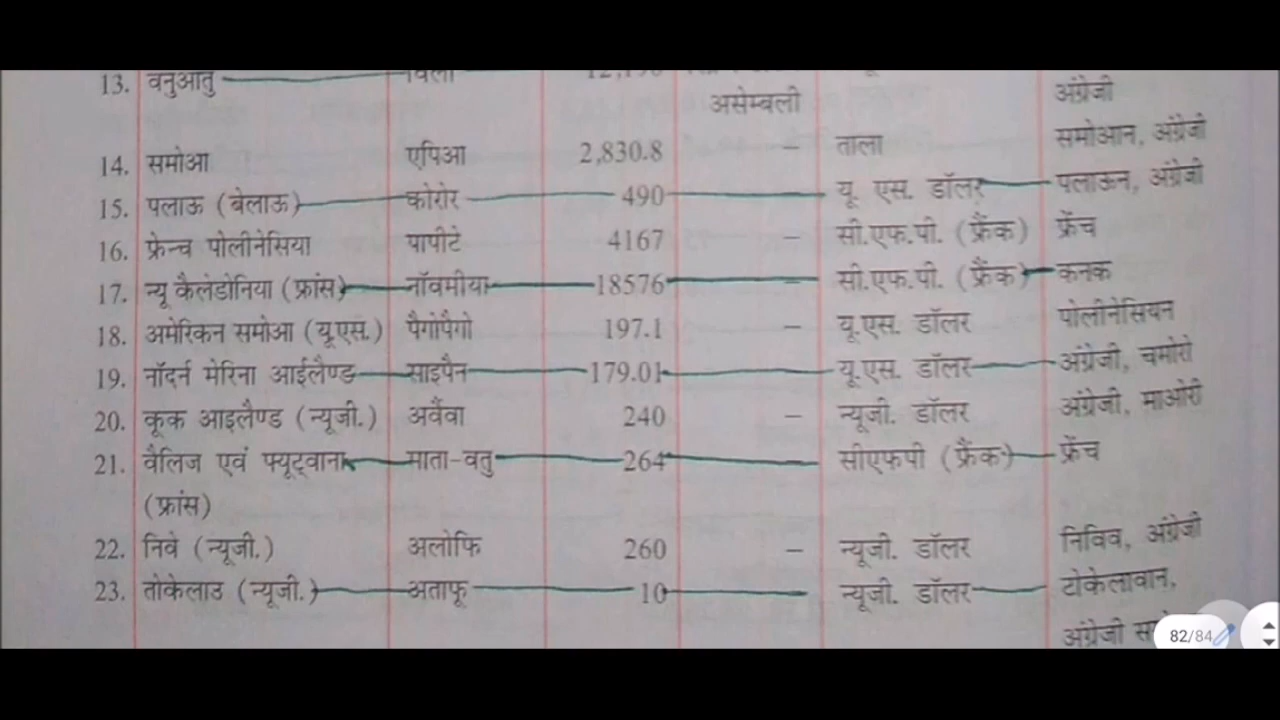 13. वनुआतु
असेम्बली अंग्रेजी
14. समोआ एपिआ 2,830.8 – ताला समोआन, अंग्रेजी
15. पलाऊ (बेलाऊ) कोरोर 490 – यू. एस. डॉलर पलाऊन, अंग्रेजी
16. फ्रेन्च पोलीनेसिया पापीटे 4167 – सी.एफ.पी. (फ्रैंक) फ्रेंच
17. न्यू कैलेडोनिया (फ्रांस) नॉवमीया 18576 – सी.एफ.पी. (फ्रैंक) कनक
18. अमेरिकन समोआ (यू.एस.) पैगोपैगो 197.1 – यू.एस. डॉलर पोलीनेसियन
19. नॉदर्न मेरिना आईलैण्ड साइपैन 179.01 – यू.एस. डॉलर अंग्रेजी, चमोरो
20. कूक आइलैण्ड (न्यूजी.) अर्वैवा 240 – न्यूजी. डॉलर अंग्रेजी, माओरी
21. वैलिज एवं फ्यूट्वाना माता-वतु 264 – सीएफपी (फ्रैंक) फ्रेंच
(फ्रांस)
22. निवे (न्यूजी.) अलोफि 260 – न्यूजी. डॉलर निविव, अंग्रेजी
23. तोकेलाउ (न्यूजी.) अताफू 10 – न्यूजी. डॉलर टोकेलावान,
अंग्रेजी
82/84